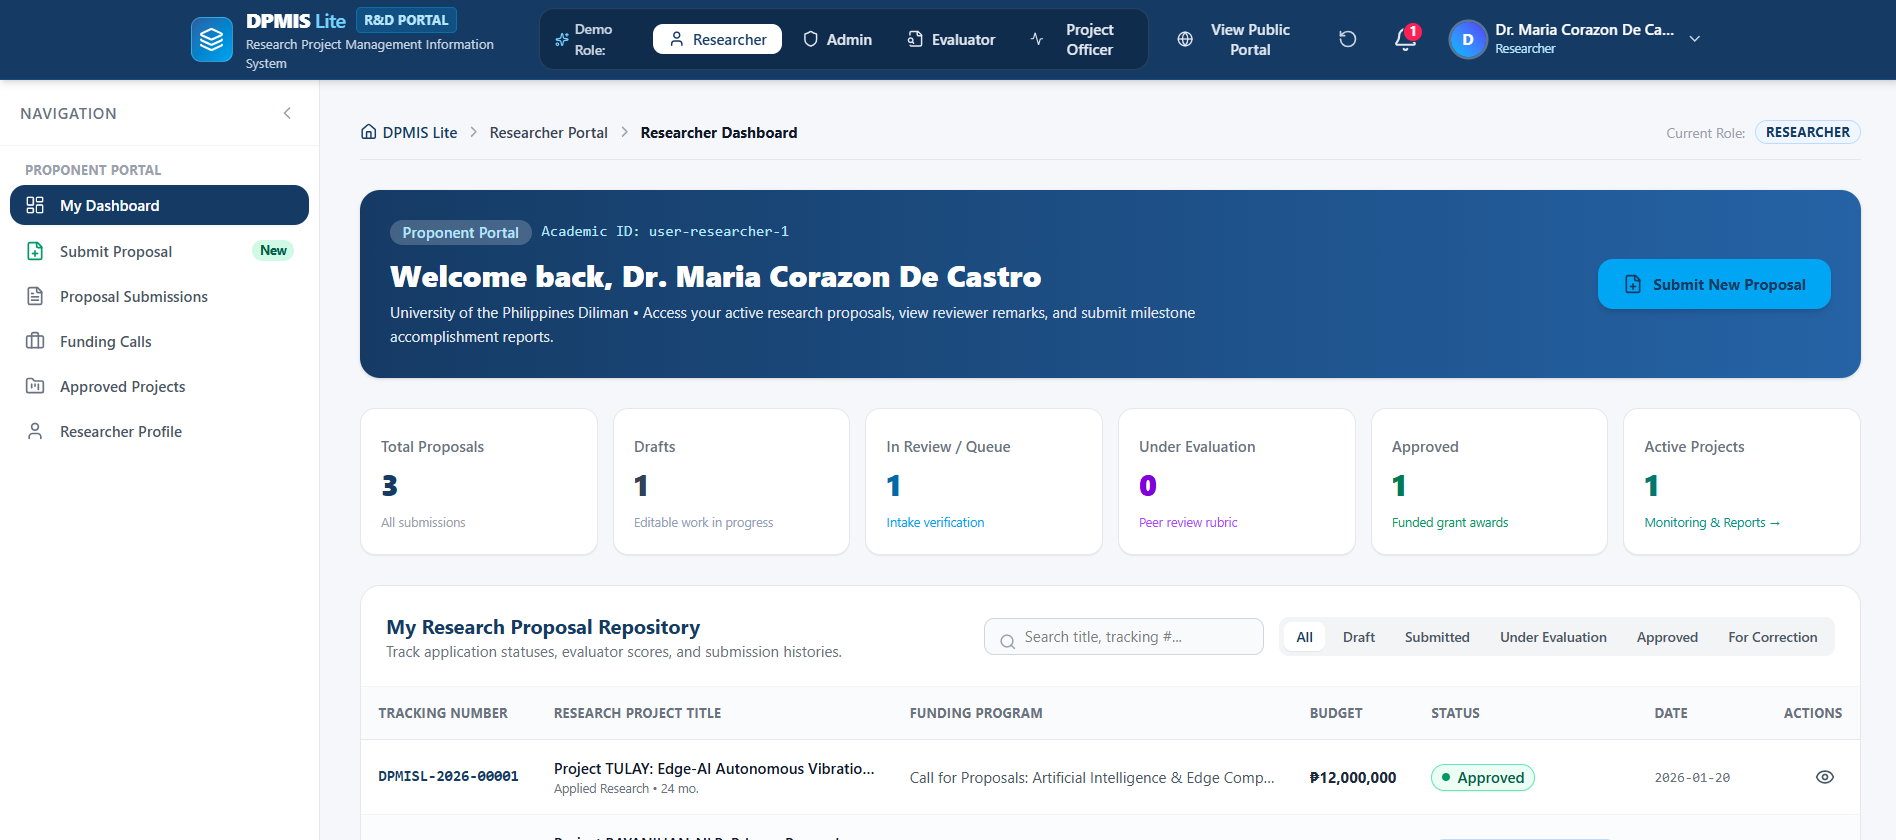 DPMIS Lite
R&D PORTAL
Research Project Management Information
System
Demo
Role:
Researcher
Admin
Evaluator
Project
Officer
View Public
Portal
1
D
Dr. Maria Corazon De Ca...
Researcher
NAVIGATION
PROPONENT PORTAL
My Dashboard
Submit Proposal
New
Proposal Submissions
Funding Calls
Approved Projects
Researcher Profile
DPMIS Lite
Researcher Portal
Researcher Dashboard
Current Role:
RESEARCHER
Proponent Portal
Academic ID: user-researcher-1
Welcome back, Dr. Maria Corazon De Castro
University of the Philippines Diliman • Access your active research proposals, view reviewer remarks, and submit milestone
accomplishment reports.
Submit New Proposal
Total Proposals
3
All submissions
Drafts
1
Editable work in progress
In Review / Queue
1
Intake verification
Under Evaluation
0
Peer review rubric
Approved
1
Funded grant awards
Active Projects
1
Monitoring & Reports →
My Research Proposal Repository
Track application statuses, evaluator scores, and submission histories.
Search title, tracking #...
All
Draft
Submitted
Under Evaluation
Approved
For Correction
TRACKING NUMBER
RESEARCH PROJECT TITLE
FUNDING PROGRAM
BUDGET
STATUS
DATE
ACTIONS
DPMISL-2026-00001
Project TULAY: Edge-AI Autonomous Vibratio...
Applied Research • 24 mo.
Call for Proposals: Artificial Intelligence & Edge Comp...
₱12,000,000
Approved
2026-01-20